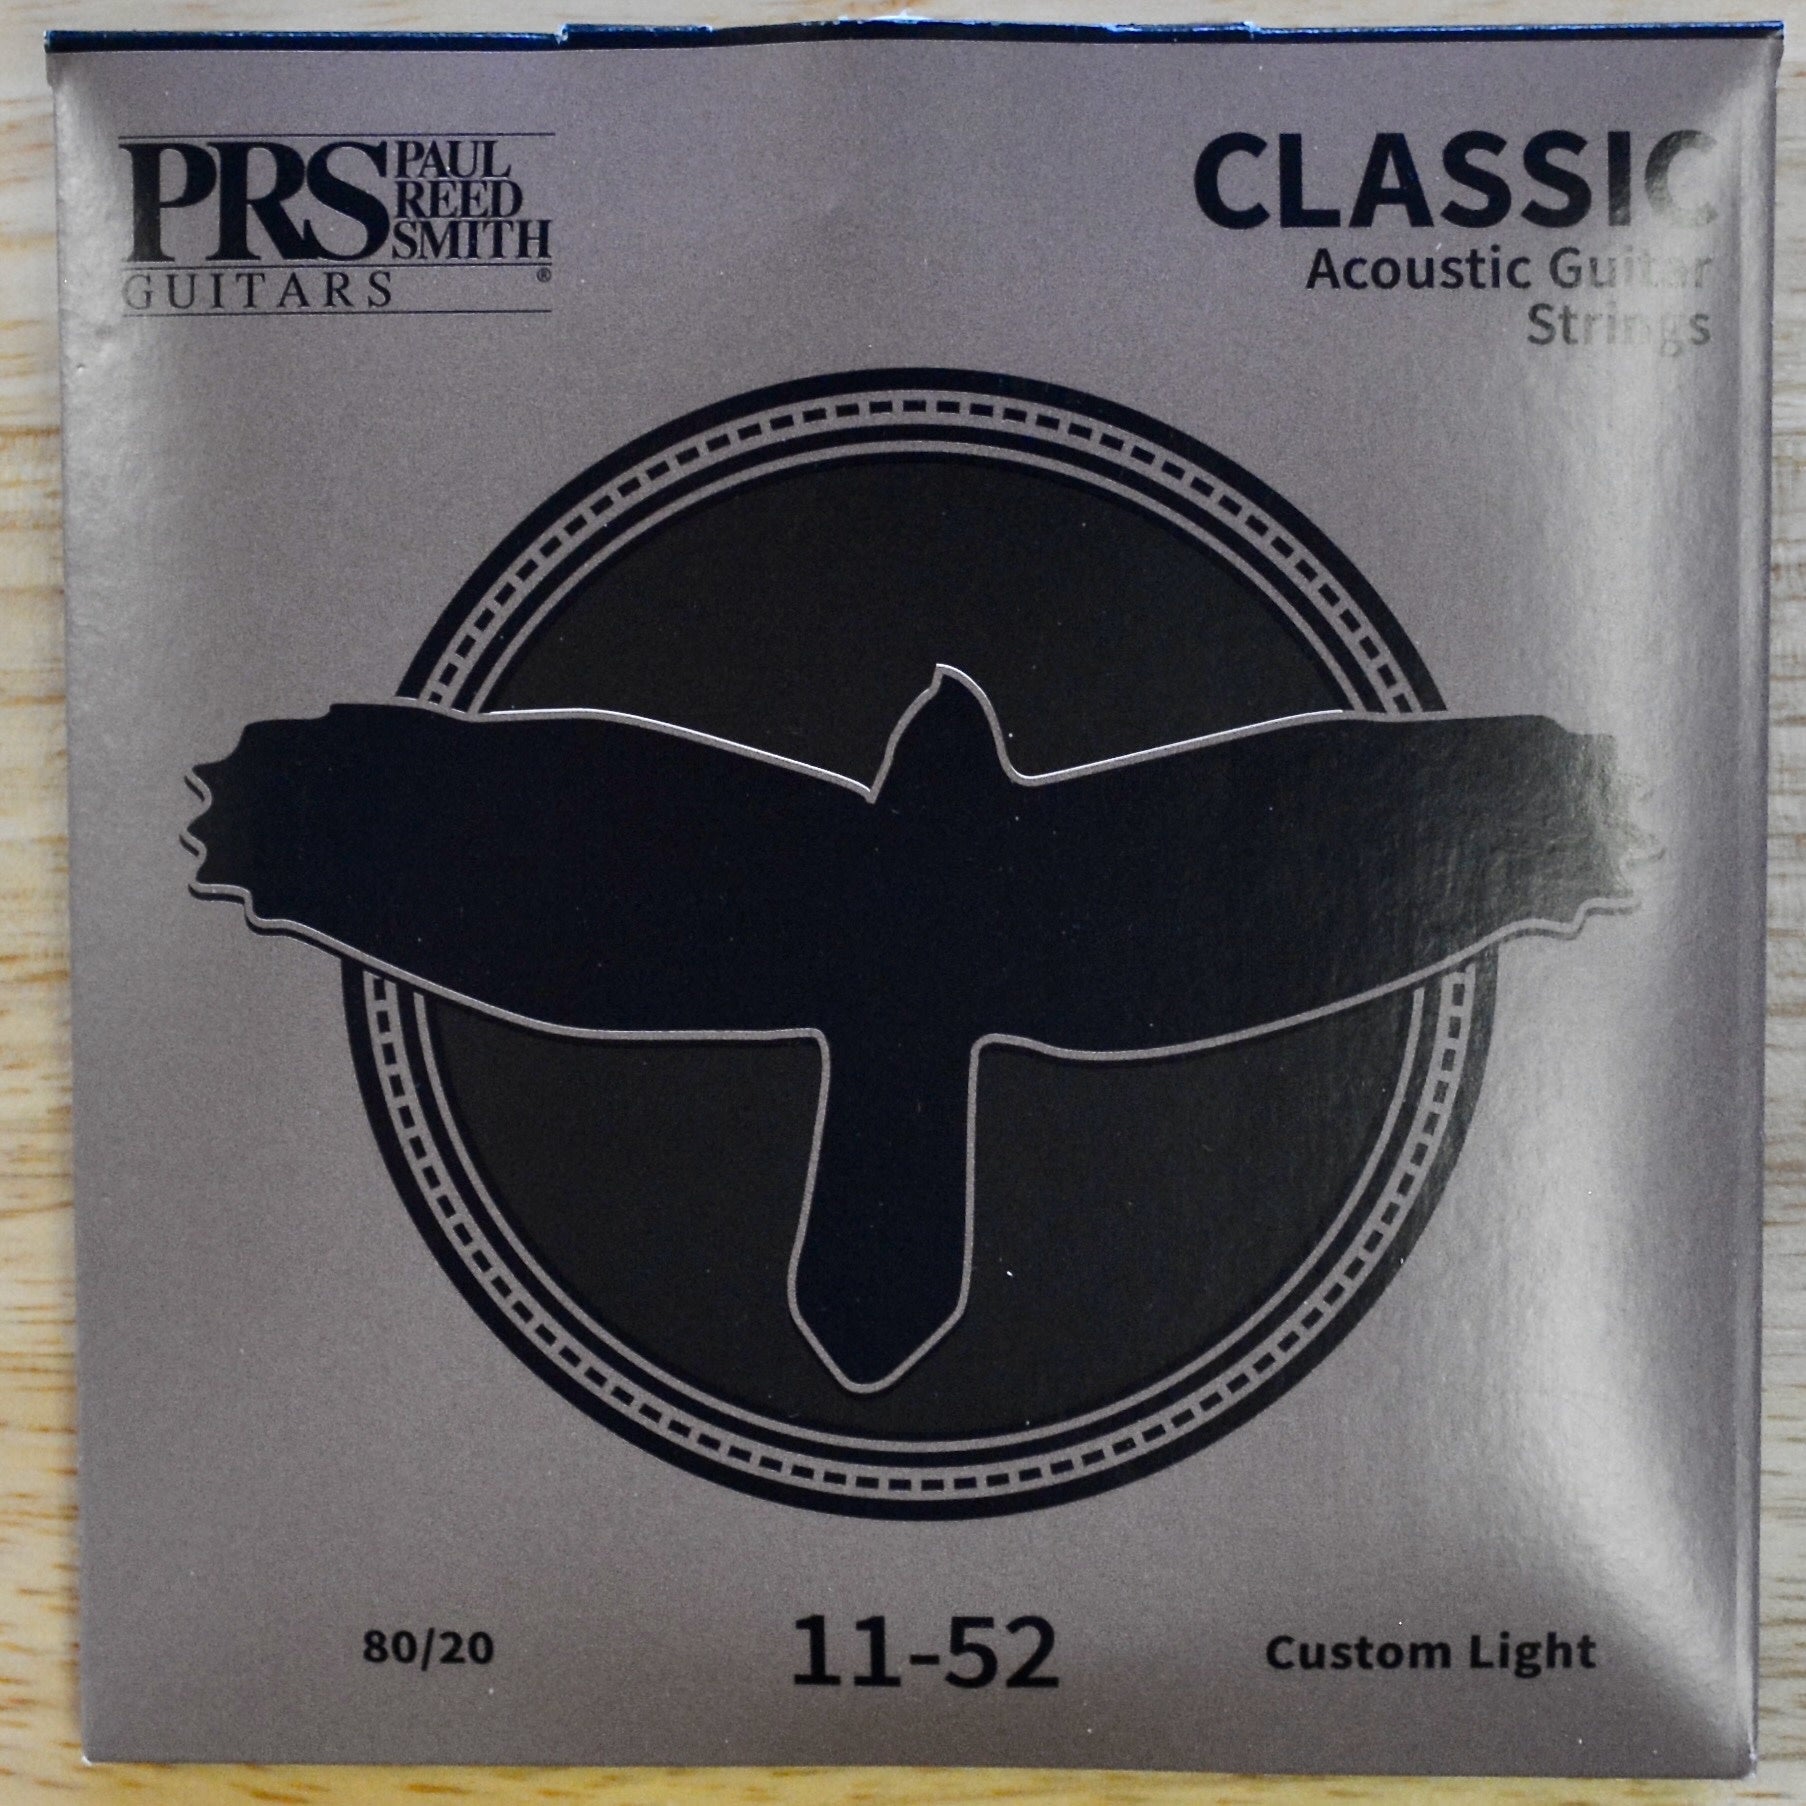 PRS PAUL
REED
SMITH
GUITARS ®
CLASSIC
Acoustic Guitar
Strings
80/20
11-52
Custom Light